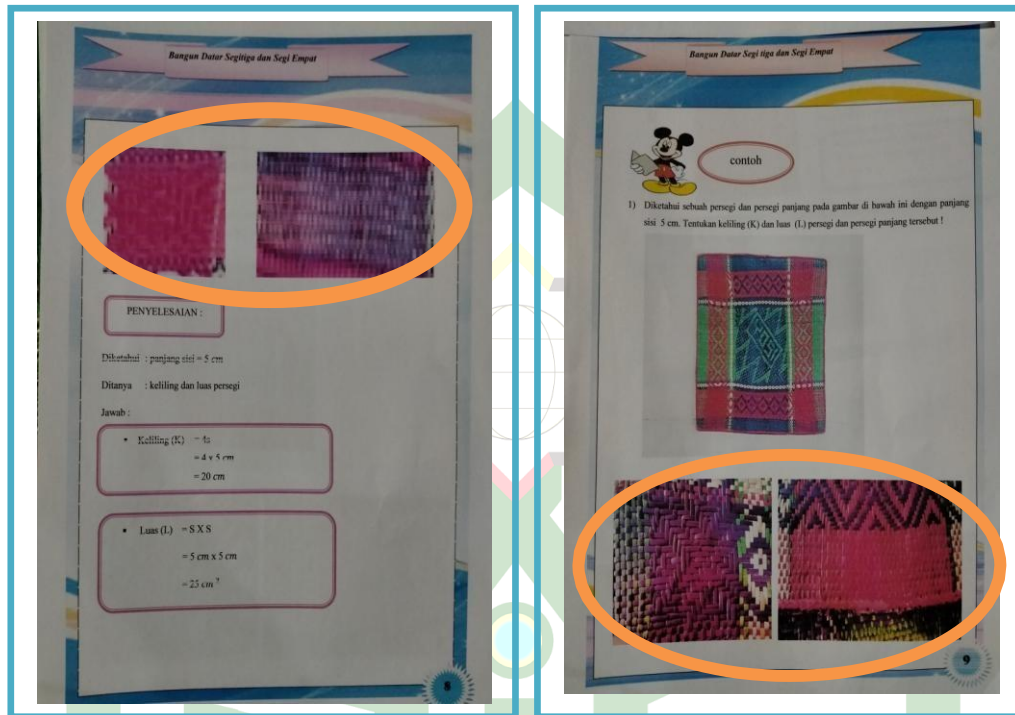 Bangun Datar Segitiga dan Segi Empat
PENYELESAIAN :
Diketahui : panjang sisi = 5 cm
Ditanya : keliling dan luas persegi
Jawab :
• Keliling (K) = 4s
= 4 x 5 cm
= 20 cm
• Luas (L) = S X S
= 5 cm x 5 cm
= 25 cm ²
8
Bangun Datar Segi tiga dan Segi Empat
contoh
1) Diketahui sebuah persegi dan persegi panjang pada gambar di bawah ini dengan panjang
sisi 5 cm. Tentukan keliling (K) dan luas (L) persegi dan persegi panjang tersebut !
9